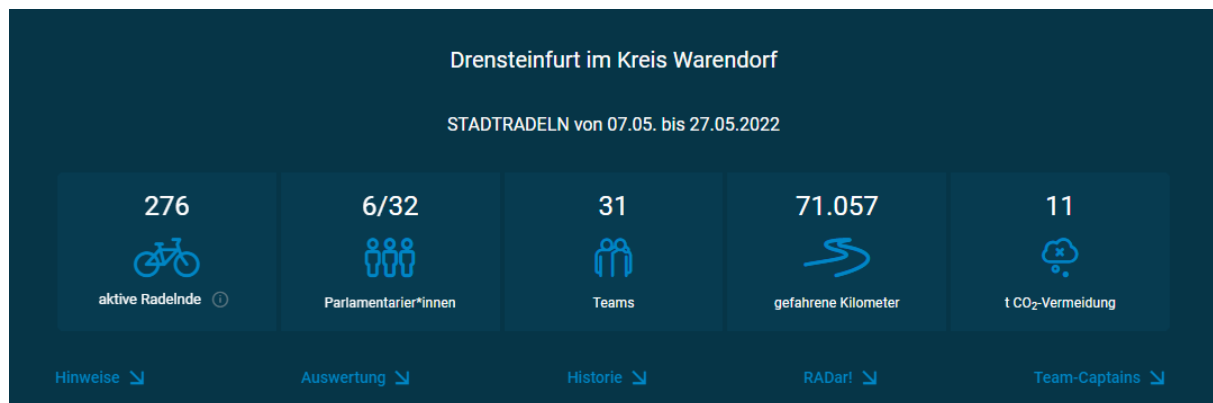 Drensteinfurt im Kreis Warendorf
STADTRADELN von 07.05. bis 27.05.2022
276
aktive Radelnde
6/32
Parlamentarier*innen
31
Teams
71.057
gefahrene Kilometer
11
t CO₂-Vermeidung
Hinweise
Auswertung
Historie
RADar!
Team-Captains